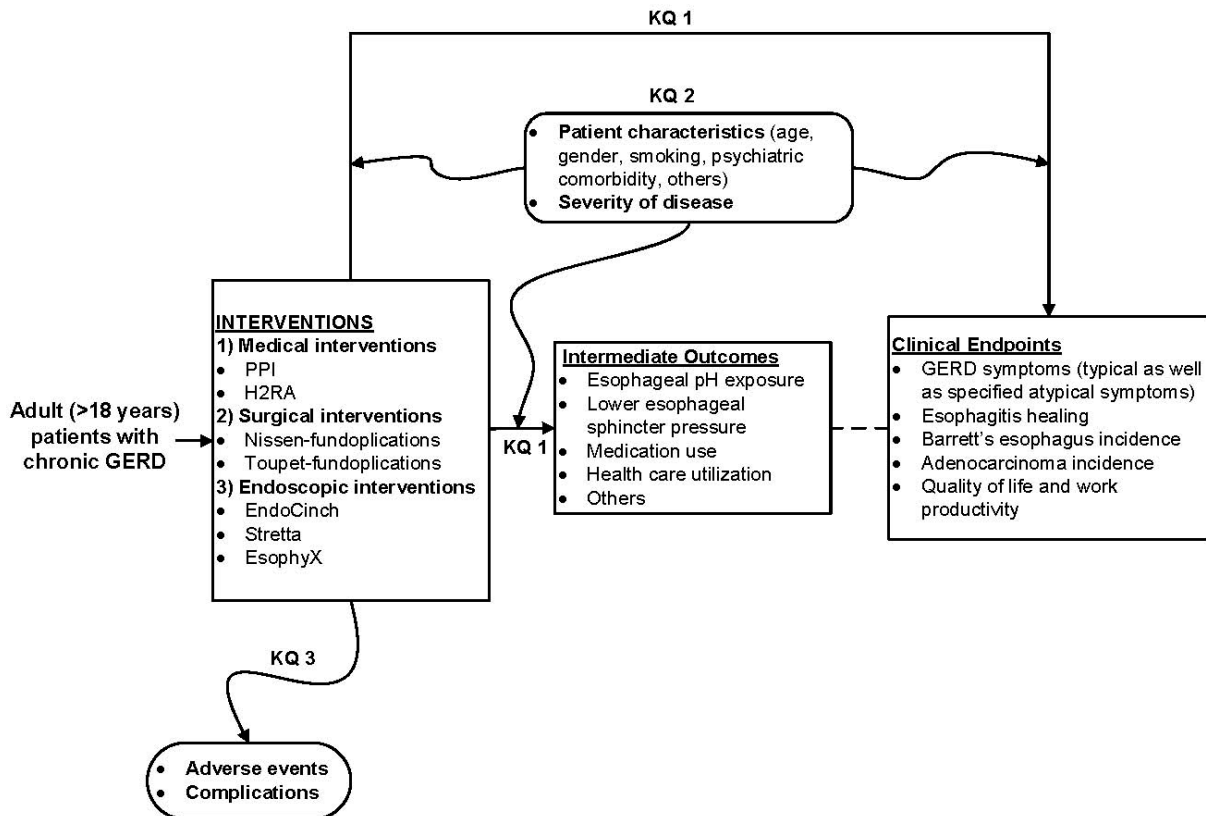 KQ 1
KQ 2
• Patient characteristics (age,
gender, smoking, psychiatric
comorbidity, others)
• Severity of disease
Adult (>18 years)
patients with
chronic GERD
INTERVENTIONS
1) Medical interventions
• PPI
• H2RA
2) Surgical interventions
• Nissen-fundoplications
• Toupet-fundoplications
3) Endoscopic interventions
• EndoCinch
• Stretta
• EsophyX
KQ 1
Intermediate Outcomes
• Esophageal pH exposure
• Lower esophageal
sphincter pressure
• Medication use
• Health care utilization
• Others
Clinical Endpoints
• GERD symptoms (typical as well
as specified atypical symptoms)
• Esophagitis healing
• Barrett's esophagus incidence
• Adenocarcinoma incidence
• Quality of life and work
productivity
KQ 3
• Adverse events
• Complications